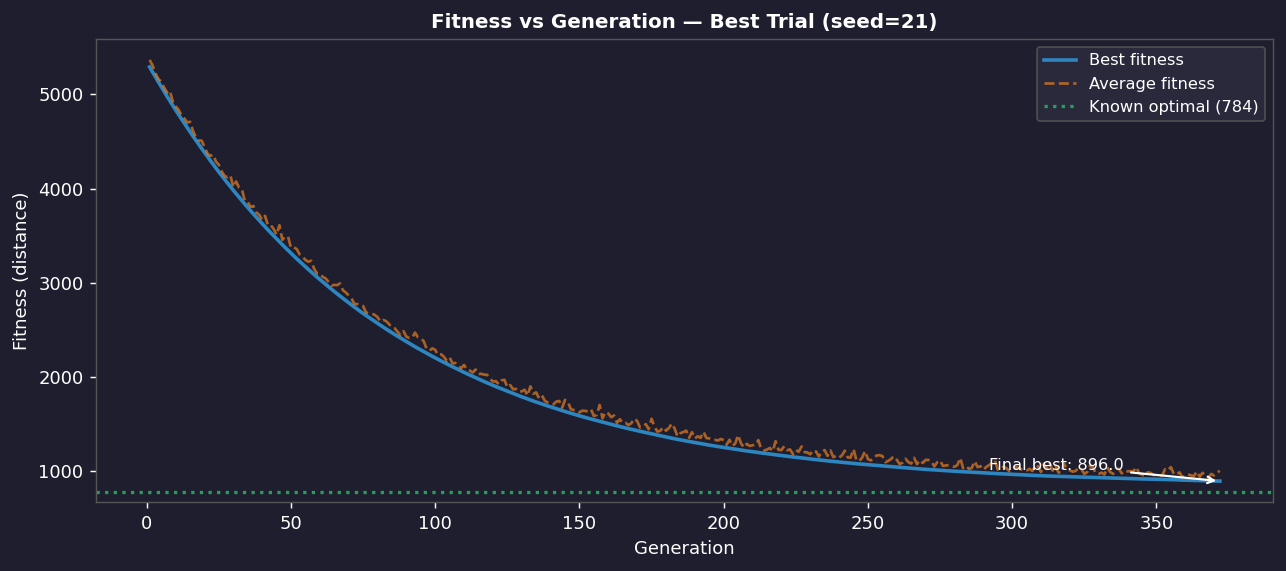 Fitness vs Generation — Best Trial (seed=21)
Best fitness
Average fitness
Known optimal (784)
Fitness (distance)
5000
4000
3000
2000
1000
Final best: 896.0
0 50 100 150 200 250 300 350
Generation